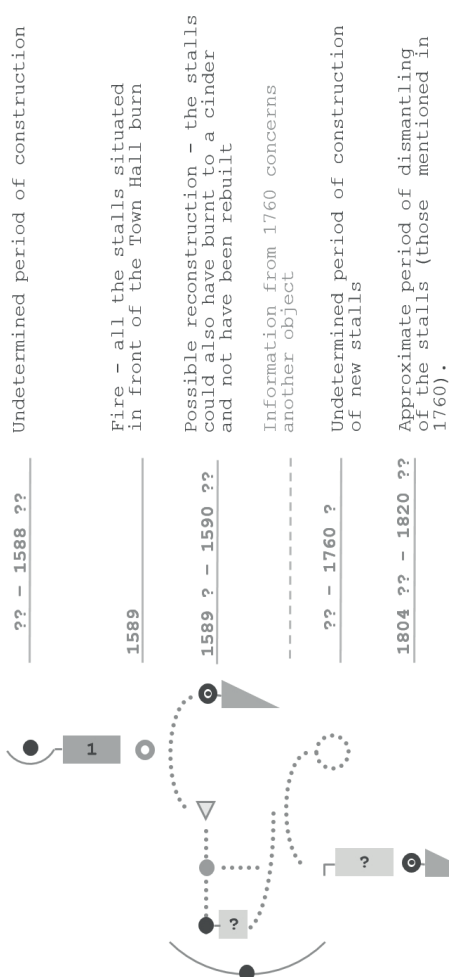 ?? - 1588 ??
Undetermined period of construction
1589
Fire - all the stalls situated
in front of the Town Hall burn
1589 ? - 1590 ??
Possible reconstruction - the stalls
could also have burnt to a cinder
and not have been rebuilt
Information from 1760 concerns
another object
?? - 1760 ?
Undetermined period of construction
of new stalls
1804 ?? - 1820 ??
Approximate period of dismantling
of the stalls (those mentioned in
1760).
1
?
?